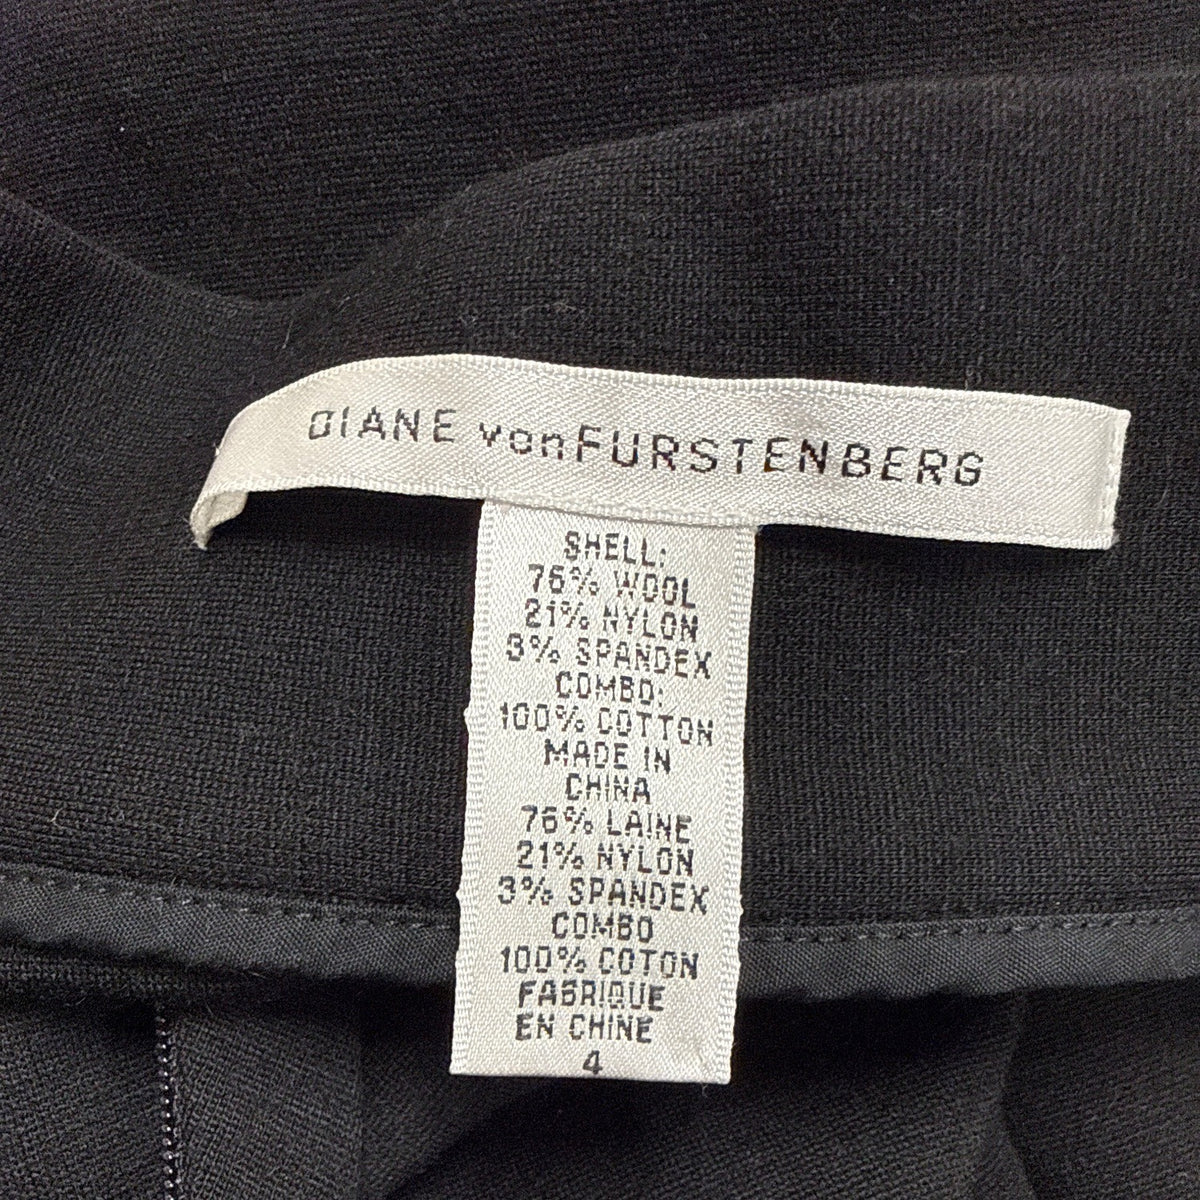 DIANE vonFURSTENBERG
SHELL:
76% WOOL
21% NYLON
3% SPANDEX
COMBO:
100% COTTON
MADE IN
CHINA
76% LAINE
21% NYLON
3% SPANDEX
COMBO
100% COTON
FABRIQUE
EN CHINE
4